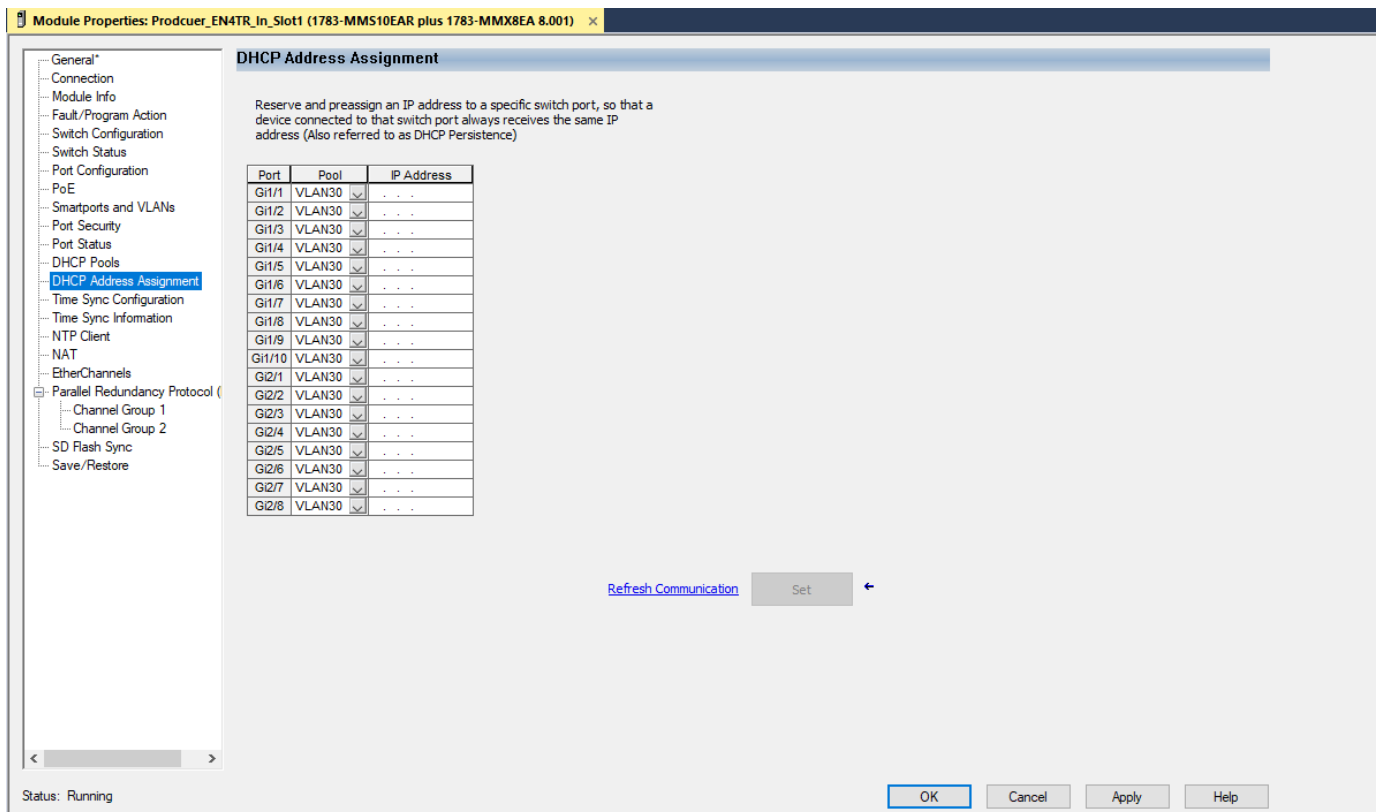 Module Properties: Prodcuer_EN4TR_In_Slot1 (1783-MMS10EAR plus 1783-MMX8EA 8.001) ×
General*
Connection
Module Info
Fault/Program Action
Switch Configuration
Switch Status
Port Configuration
PoE
Smartports and VLANs
Port Security
Port Status
DHCP Pools
DHCP Address Assignment
Time Sync Configuration
Time Sync Information
NTP Client
NAT
EtherChannels
Parallel Redundancy Protocol (
Channel Group 1
Channel Group 2
SD Flash Sync
Save/Restore
DHCP Address Assignment
Reserve and preassign an IP address to a specific switch port, so that a
device connected to that switch port always receives the same IP
address (Also referred to as DHCP Persistence)
Port Pool IP Address
Gi1/1 VLAN30 . . .
Gi1/2 VLAN30 . . .
Gi1/3 VLAN30 . . .
Gi1/4 VLAN30 . . .
Gi1/5 VLAN30 . . .
Gi1/6 VLAN30 . . .
Gi1/7 VLAN30 . . .
Gi1/8 VLAN30 . . .
Gi1/9 VLAN30 . . .
Gi1/10 VLAN30 . . .
Gi2/1 VLAN30 . . .
Gi2/2 VLAN30 . . .
Gi2/3 VLAN30 . . .
Gi2/4 VLAN30 . . .
Gi2/5 VLAN30 . . .
Gi2/6 VLAN30 . . .
Gi2/7 VLAN30 . . .
Gi2/8 VLAN30 . . .
Refresh Communication Set
Status: Running
OK Cancel Apply Help